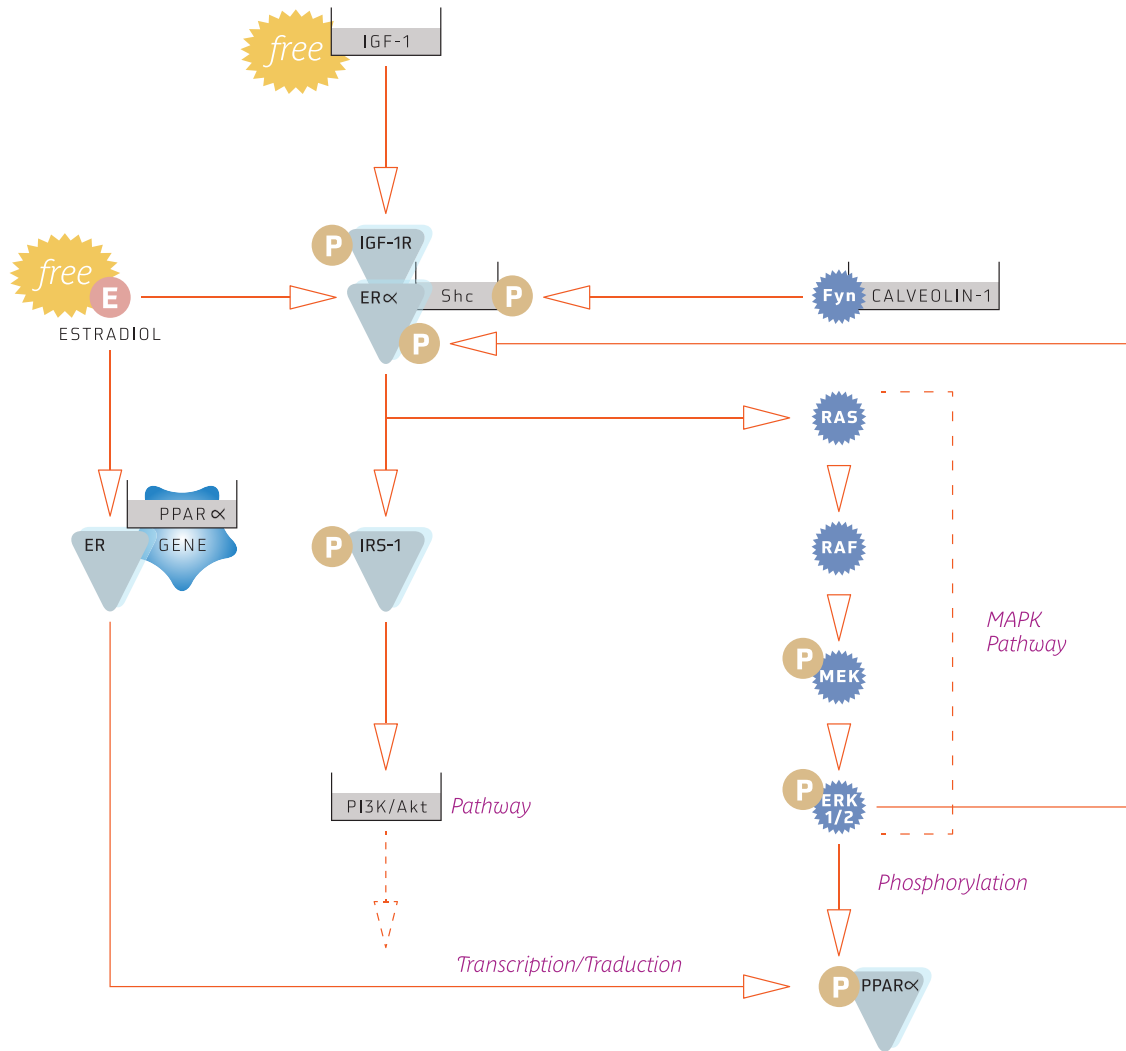 free
IGF-1
P
IGF-1R
free
E
ESTRADIOL
ER∝
Shc
P
Fyn
CALVEOLIN-1
P
RAS
PPAR∝
GENE
ER
P
IRS-1
RAF
MAPK
Pathway
P
MEK
PI3K/Akt
Pathway
P
ERK
1/2
Phosphorylation
Transcription/Traduction
P
PPAR∝